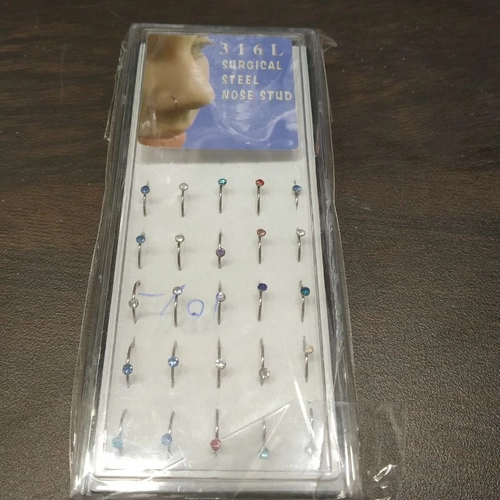 316L
SURGICAL
STEEL
NOSE STUD